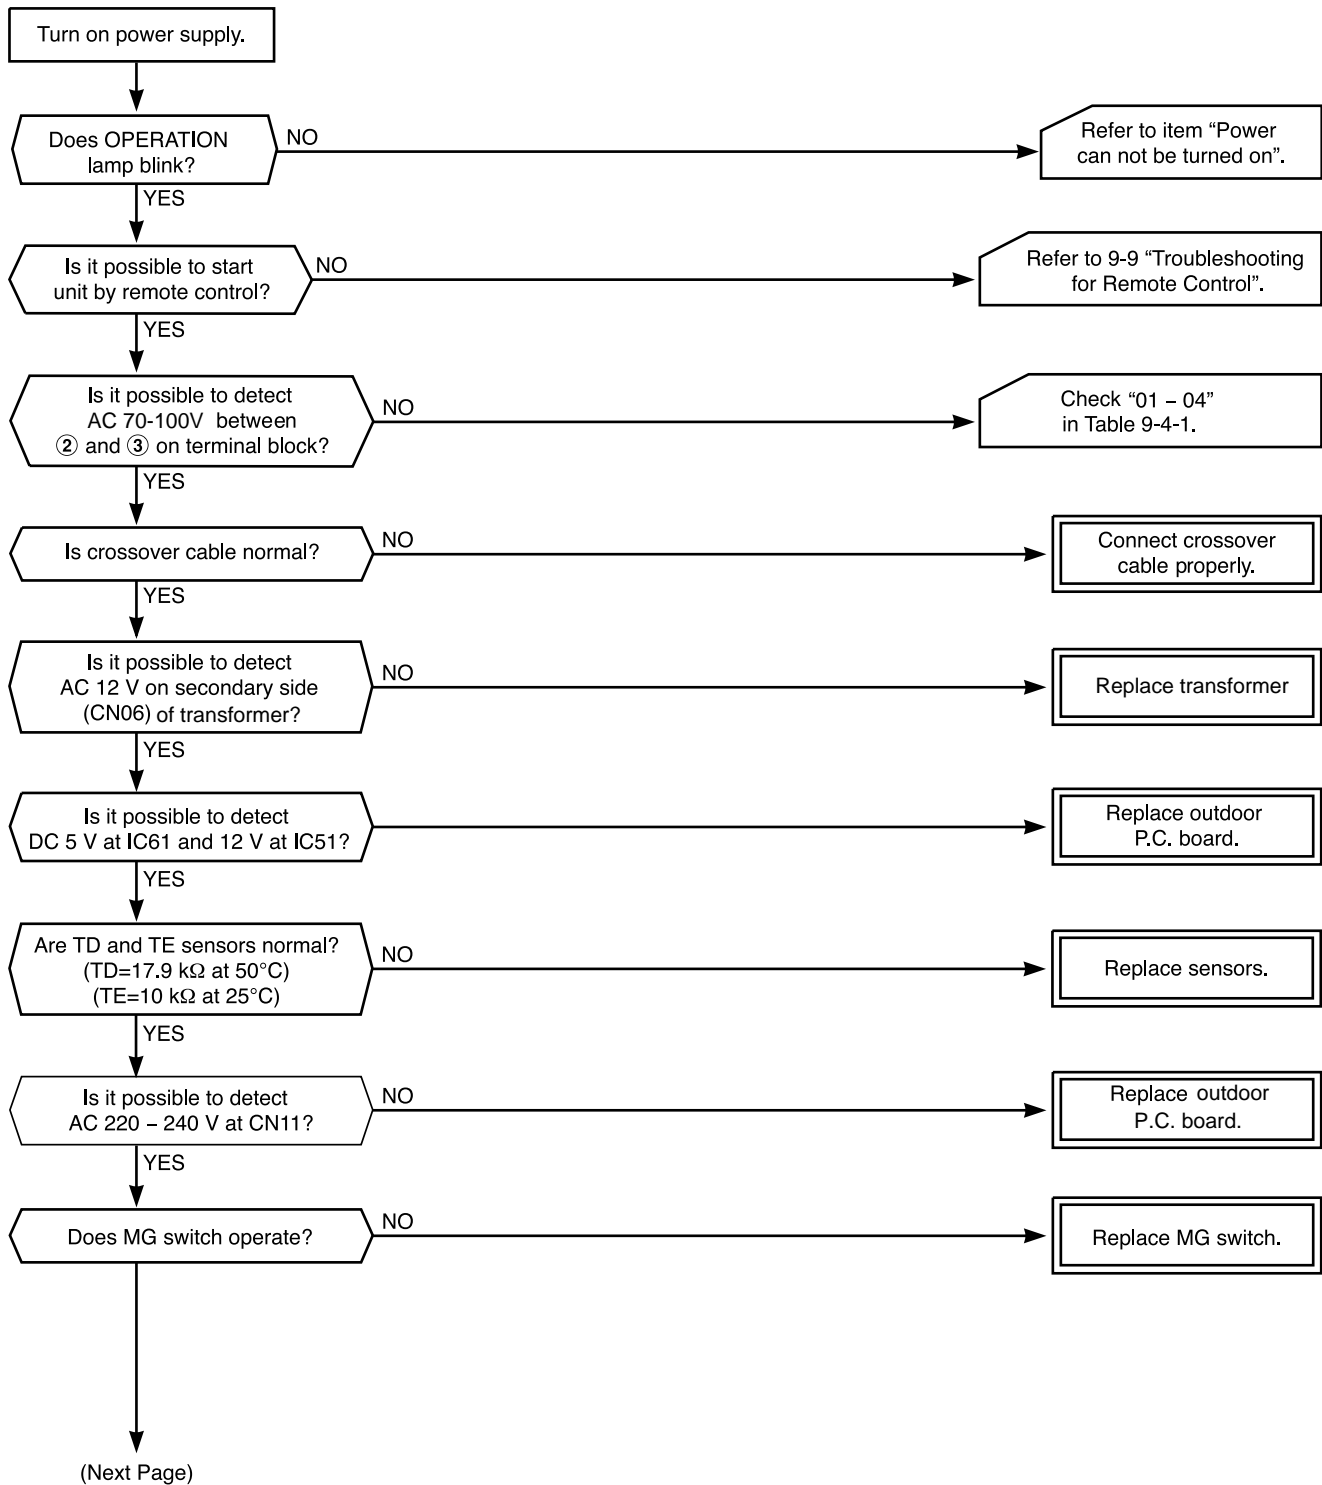 Turn on power supply.
Does OPERATION
lamp blink?
NO
Refer to item “Power
can not be turned on”.
YES
Is it possible to start
unit by remote control?
NO
Refer to 9-9 “Troubleshooting
for Remote Control”.
YES
Is it possible to detect
AC 70-100V between
② and ③ on terminal block?
NO
Check “01 – 04”
in Table 9-4-1.
YES
Is crossover cable normal?
NO
Connect crossover
cable properly.
YES
Is it possible to detect
AC 12 V on secondary side
(CN06) of transformer?
NO
Replace transformer
YES
Is it possible to detect
DC 5 V at IC61 and 12 V at IC51?
Replace outdoor
P.C. board.
YES
Are TD and TE sensors normal?
(TD=17.9 kΩ at 50°C)
(TE=10 kΩ at 25°C)
NO
Replace sensors.
YES
Is it possible to detect
AC 220 – 240 V at CN11?
NO
Replace outdoor
P.C. board.
YES
Does MG switch operate?
NO
Replace MG switch.
(Next Page)